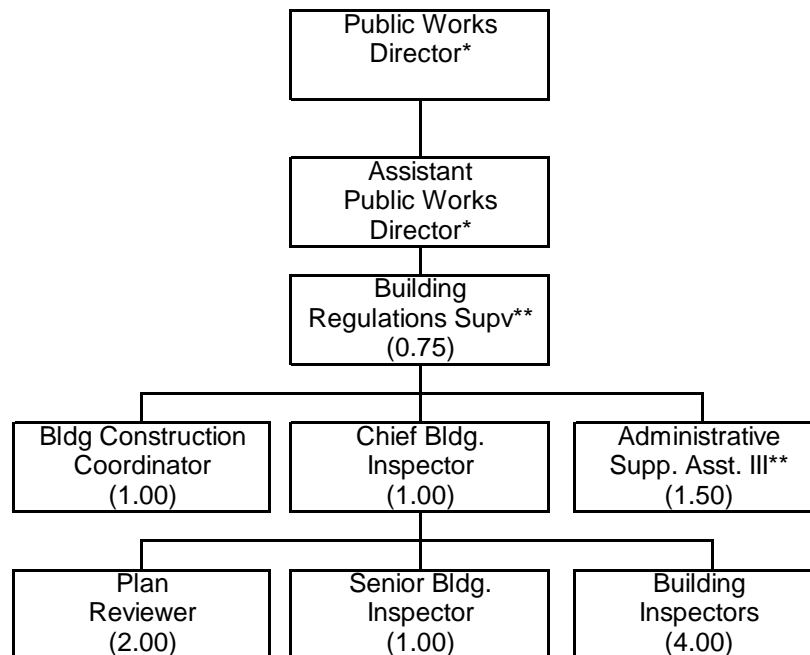 Public Works
Director*
Assistant
Public Works
Director*
Building
Regulations Supv**
(0.75)
Bldg Construction
Coordinator
(1.00)
Chief Bldg.
Inspector
(1.00)
Administrative
Supp. Asst. III**
(1.50)
Plan
Reviewer
(2.00)
Senior Bldg.
Inspector
(1.00)
Building
Inspectors
(4.00)